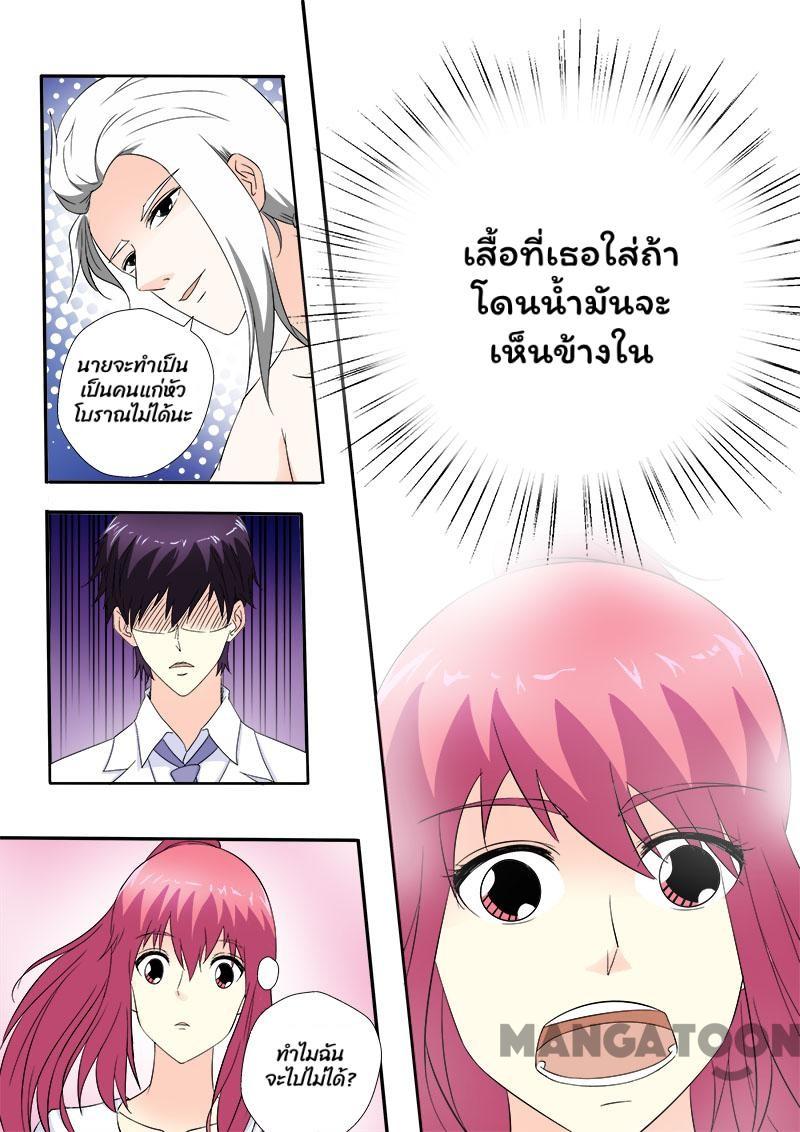 นายจะทำเป็น
เป็นคนแก่หัว
โบราณไม่ได้นะ
ทำไมฉัน
จะไปไม่ได้?
เสื้อที่เธอใส่ถ้า
โดนน้ำมันจะ
เห็นข้างใน
MANGATOON